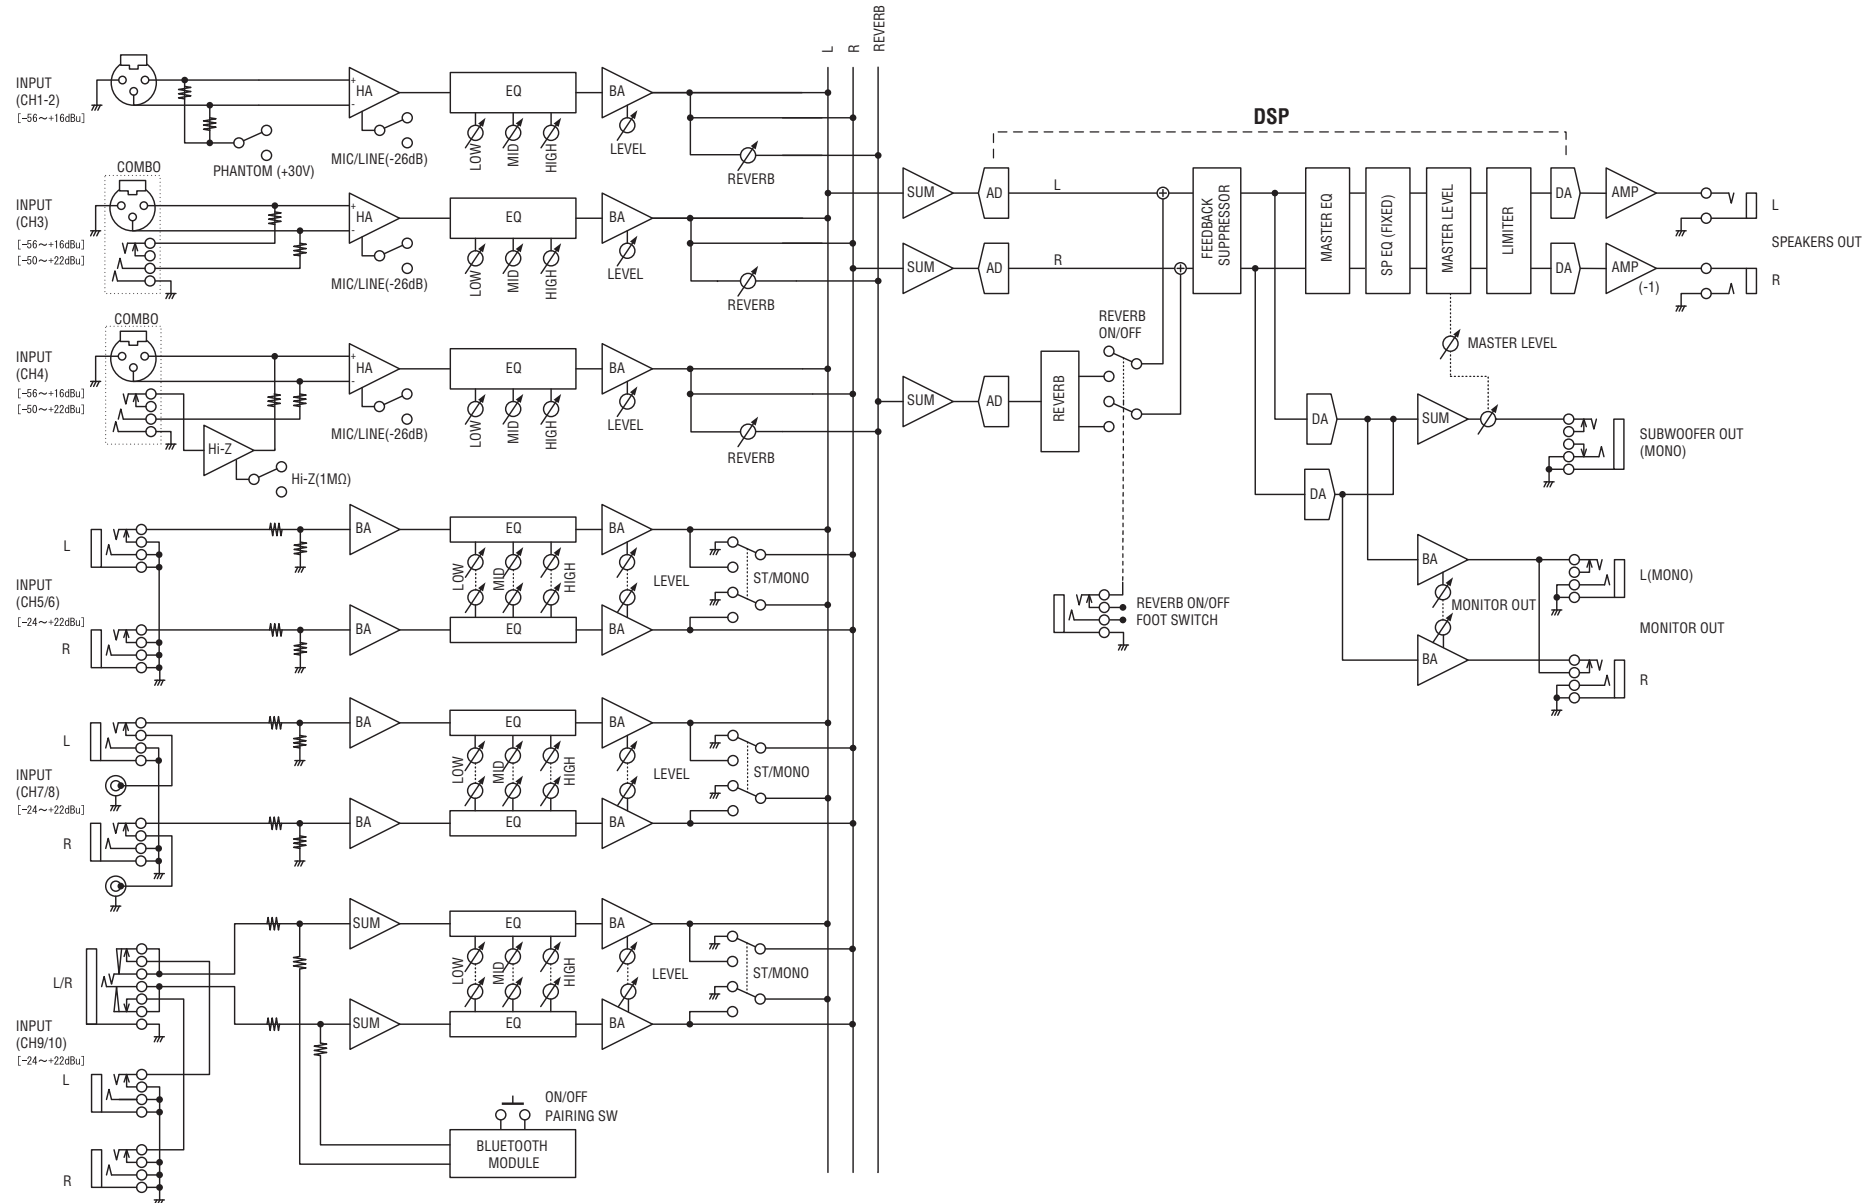 L
R
REVERB
INPUT
(CH1-2)
[-56～+16dBu]
PHANTOM (+30V)
+
-
HA
MIC/LINE(-26dB)
EQ
LOW
MID
HIGH
BA
LEVEL
REVERB
COMBO
INPUT
(CH3)
[-56～+16dBu]
[-50～+22dBu]
+
-
HA
MIC/LINE(-26dB)
EQ
LOW
MID
HIGH
BA
LEVEL
REVERB
COMBO
INPUT
(CH4)
[-56～+16dBu]
[-50～+22dBu]
Hi-Z
Hi-Z(1MΩ)
+
-
HA
MIC/LINE(-26dB)
EQ
LOW
MID
HIGH
BA
LEVEL
REVERB
L
INPUT
(CH5/6)
[-24～+22dBu]
R
BA
BA
EQ
LOW
MID
HIGH
EQ
BA
LEVEL
BA
ST/MONO
L
INPUT
(CH7/8)
[-24～+22dBu]
R
BA
BA
EQ
LOW
MID
HIGH
EQ
BA
LEVEL
BA
ST/MONO
L/R
INPUT
(CH9/10)
[-24～+22dBu]
L
R
SUM
SUM
EQ
LOW
MID
HIGH
EQ
BA
LEVEL
BA
ST/MONO
ON/OFF
PAIRING SW
BLUETOOTH
MODULE
DSP
SUM
AD
L
SUM
AD
R
SUM
AD
REVERB
REVERB
ON/OFF
REVERB ON/OFF
FOOT SWITCH
FEEDBACK
SUPPRESSOR
MASTER EQ
SP EQ (FIXED)
MASTER LEVEL
LIMITER
DA
AMP
L
SPEAKERS OUT
DA
AMP
(-1)
R
MASTER LEVEL
DA
DA
SUM
SUBWOOFER OUT
(MONO)
BA
L(MONO)
MONITOR OUT
MONITOR OUT
BA
R